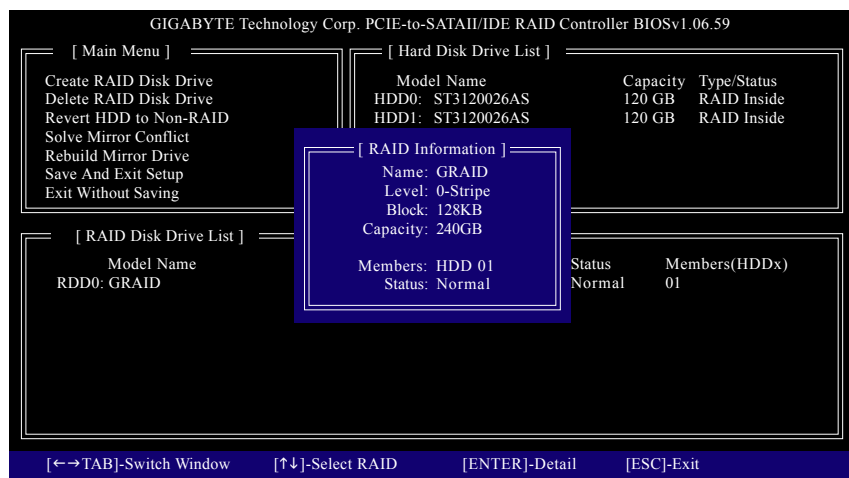 GIGABYTE Technology Corp. PCIE-to-SATAII/IDE RAID Controller BIOSv1.06.59
[ Main Menu ]
Create RAID Disk Drive
Delete RAID Disk Drive
Revert HDD to Non-RAID
Solve Mirror Conflict
Rebuild Mirror Drive
Save And Exit Setup
Exit Without Saving
[ Hard Disk Drive List ]
Model Name Capacity Type/Status
HDD0: ST3120026AS 120 GB RAID Inside
HDD1: ST3120026AS 120 GB RAID Inside
[ RAID Information ]
Name: GRAID
Level: 0-Stripe
Block: 128KB
Capacity: 240GB
Members: HDD 01
Status: Normal
[ RAID Disk Drive List ]
Model Name Status Members(HDDx)
RDD0: GRAID Normal 01
[←→TAB]-Switch Window [↑↓]-Select RAID [ENTER]-Detail [ESC]-Exit